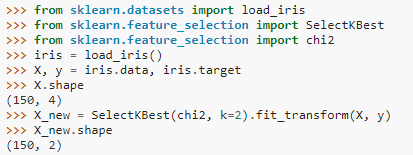 >>> from sklearn.datasets import load_iris
>>> from sklearn.feature_selection import SelectKBest
>>> from sklearn.feature_selection import chi2
>>> iris = load_iris()
>>> X, y = iris.data, iris.target
>>> X.shape
(150, 4)
>>> X_new = SelectKBest(chi2, k=2).fit_transform(X, y)
>>> X_new.shape
(150, 2)